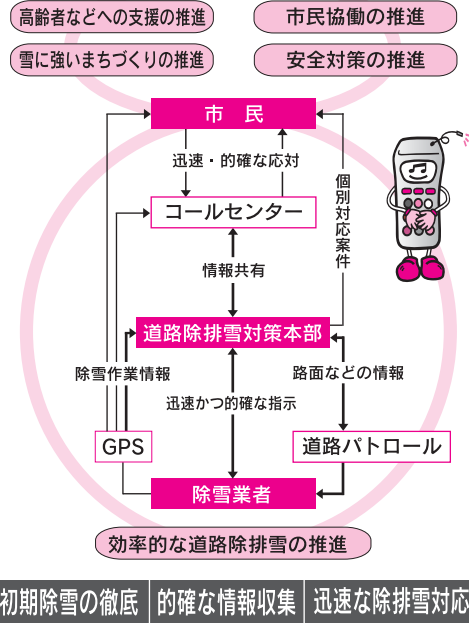 高齢者などへの支援の推進
市民協働の推進
雪に強いまちづくりの推進
安全対策の推進
市 民
迅速・的確な応対
個別対応案件
コールセンター
情報共有
道路除排雪対策本部
除雪作業情報
路面などの情報
迅速かつ的確な指示
GPS
道路パトロール
除雪業者
効率的な道路除排雪の推進
初期除雪の徹底
的確な情報収集
迅速な除排雪対応